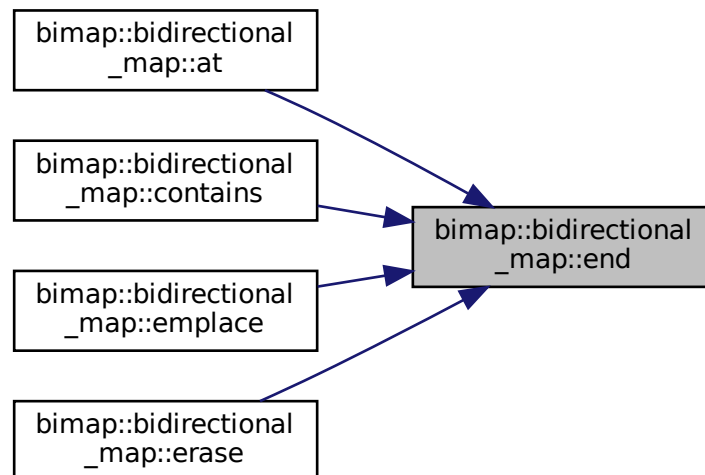 bimap::bidirectional
_map::at
bimap::bidirectional
_map::contains
bimap::bidirectional
_map::end
bimap::bidirectional
_map::emplace
bimap::bidirectional
_map::erase